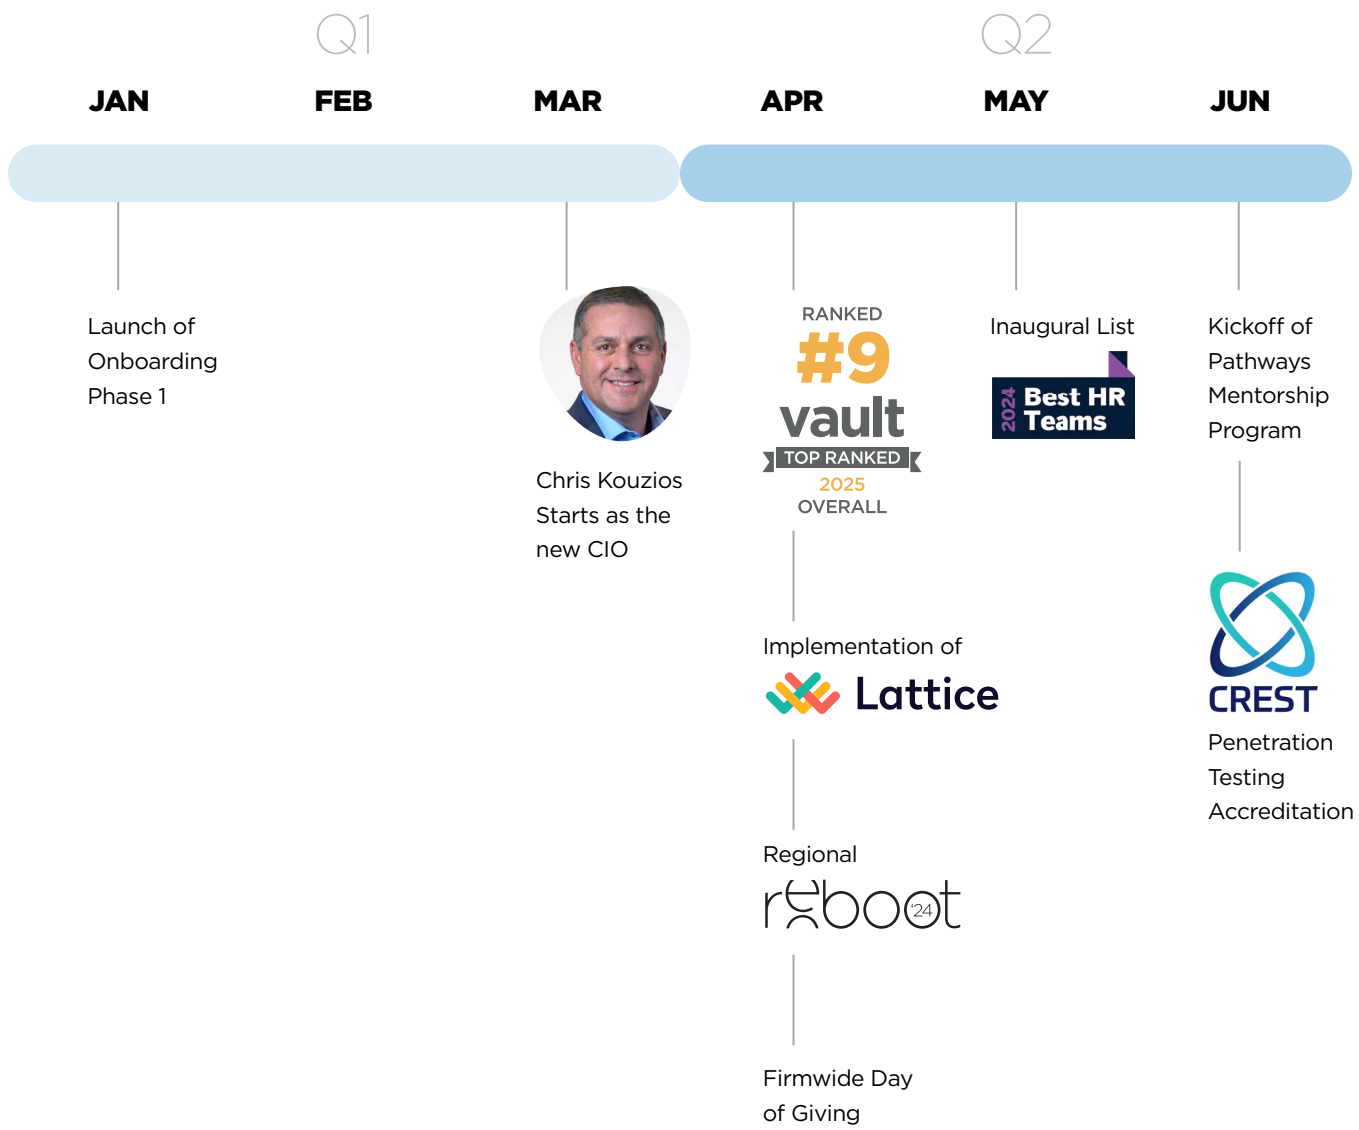 Q1
Q2
JAN
FEB
MAR
APR
MAY
JUN
Launch of
Onboarding
Phase 1
Chris Kouzios
Starts as the
new CIO
RANKED
#9
vault
TOP RANKED
2025
OVERALL
Implementation of
Lattice
Regional
reboot
'24
Firmwide Day
of Giving
Inaugural List
2024
Best HR
Teams
Kickoff of
Pathways
Mentorship
Program
CREST
Penetration
Testing
Accreditation